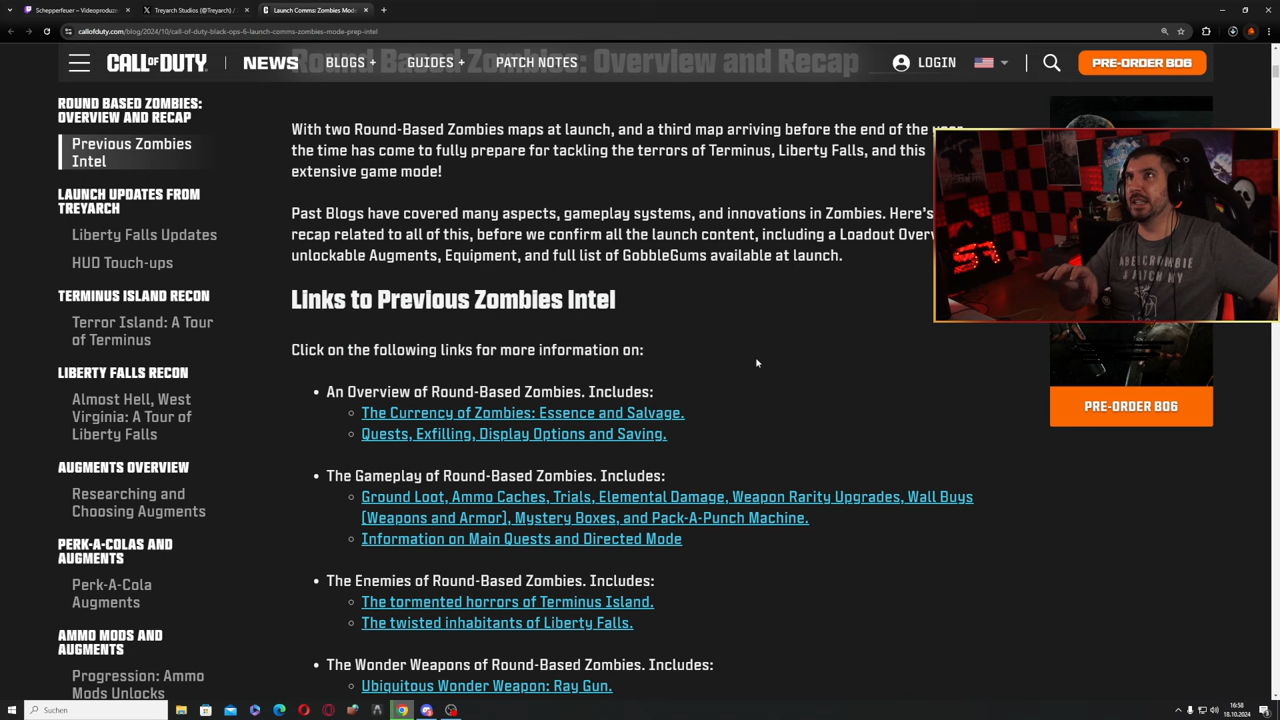 Schepperfeuer – Videoproduze
Treyarch Studios (@Treyarch) /
Launch Comms: Zombies Mode
callofduty.com/blog/2024/10/call-of-duty-black-ops-6-launch-comms-zombies-mode-prep-intel
CALL OF DUTY
NEWS
BLOGS +
GUIDES +
PATCH NOTES
LOGIN
PRE-ORDER BO6
Round Based Zombies: Overview and Recap
ROUND BASED ZOMBIES:
OVERVIEW AND RECAP
Previous Zombies
Intel
LAUNCH UPDATES FROM
TREYARCH
Liberty Falls Updates
HUD Touch-ups
TERMINUS ISLAND RECON
Terror Island: A Tour
of Terminus
LIBERTY FALLS RECON
Almost Hell, West
Virginia: A Tour of
Liberty Falls
AUGMENTS OVERVIEW
Researching and
Choosing Augments
PERK-A-COLAS AND
AUGMENTS
Perk-A-Cola
Augments
AMMO MODS AND
AUGMENTS
Progression: Ammo
Mods Unlocks
With two Round-Based Zombies maps at launch, and a third map arriving before the end of the year,
the time has come to fully prepare for tackling the terrors of Terminus, Liberty Falls, and this
extensive game mode!
Past Blogs have covered many aspects, gameplay systems, and innovations in Zombies. Here's
recap related to all of this, before we confirm all the launch content, including a Loadout Over
unlockable Augments, Equipment, and full list of GobbleGums available at launch.
Links to Previous Zombies Intel
Click on the following links for more information on:
• An Overview of Round-Based Zombies. Includes:
◦ The Currency of Zombies: Essence and Salvage.
◦ Quests, Exfilling, Display Options and Saving.
• The Gameplay of Round-Based Zombies. Includes:
◦ Ground Loot, Ammo Caches, Trials, Elemental Damage, Weapon Rarity Upgrades, Wall Buys
[Weapons and Armor], Mystery Boxes, and Pack-A-Punch Machine.
◦ Information on Main Quests and Directed Mode
• The Enemies of Round-Based Zombies. Includes:
◦ The tormented horrors of Terminus Island.
◦ The twisted inhabitants of Liberty Falls.
• The Wonder Weapons of Round-Based Zombies. Includes:
◦ Ubiquitous Wonder Weapon: Ray Gun.
ABERCROMBIE
& FITCH NY
PRE-ORDER BO6
Suchen
16:58
18.10.2024